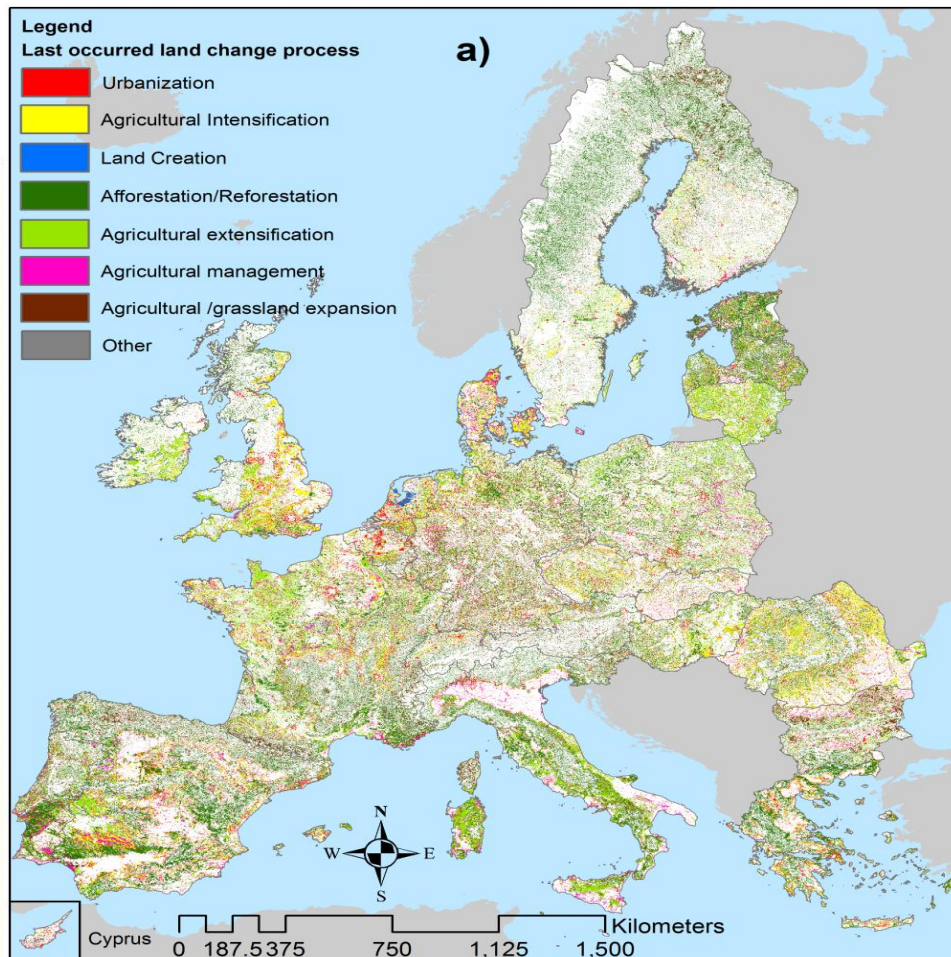 Legend
Last occurred land change process
a)
Urbanization
Agricultural Intensification
Land Creation
Afforestation/Reforestation
Agricultural extensification
Agricultural management
Agricultural /grassland expansion
Other
N
W
E
S
Cyprus
Kilometers
0 187.5 375 750 1,125 1,500